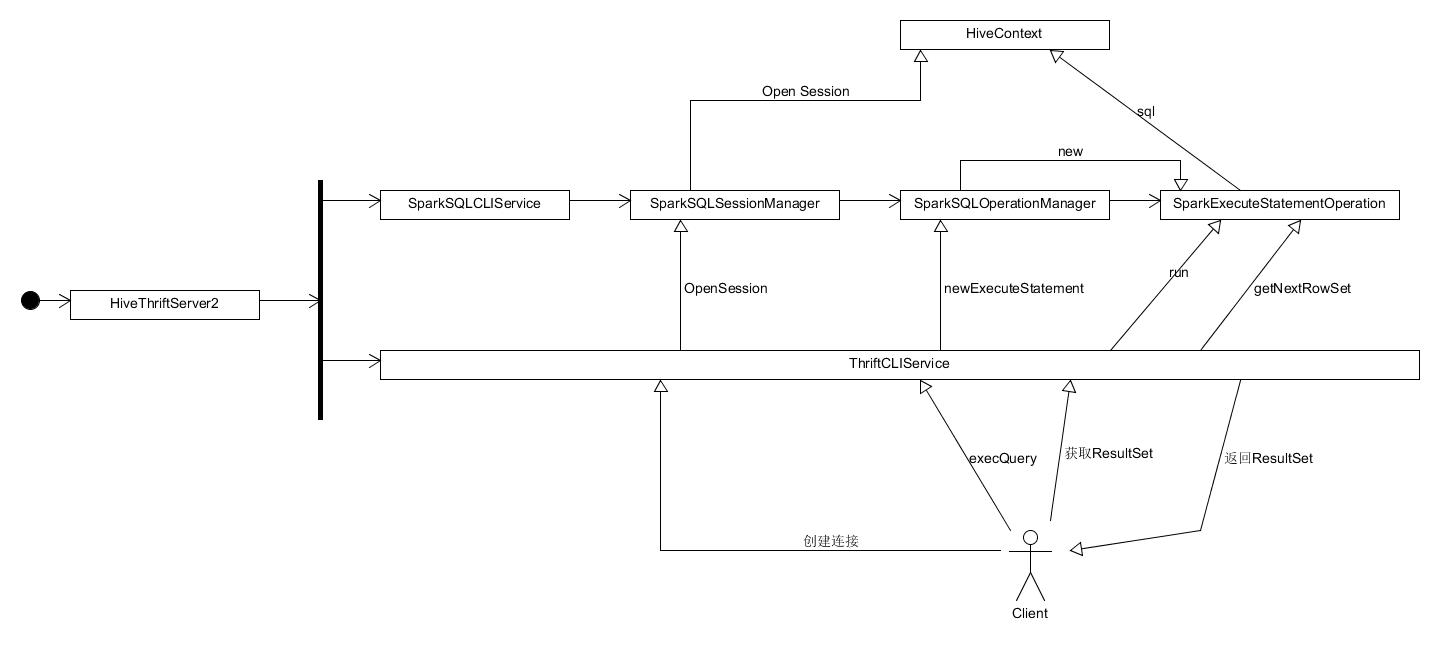 HiveContext
Open Session
sql
new
SparkSQLCLIService
SparkSQLSessionManager
SparkSQLOperationManager
SparkExecuteStatementOperation
HiveThriftServer2
OpenSession
newExecuteStatement
run
getNextRowSet
ThriftCLIService
execQuery
获取ResultSet
返回ResultSet
创建连接
Client